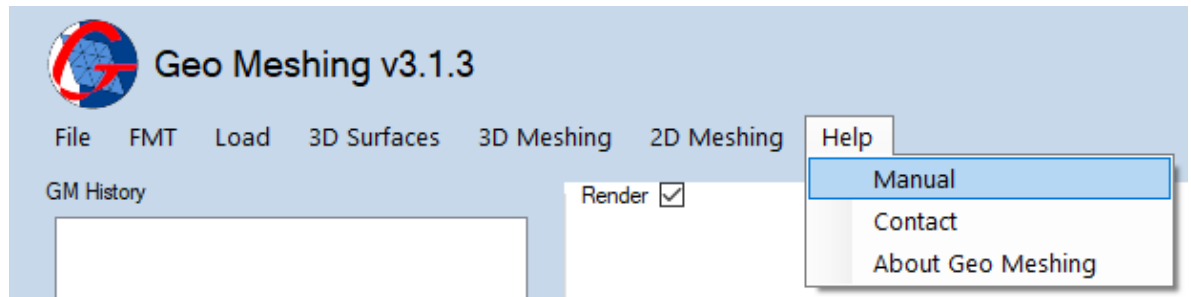 Geo Meshing v3.1.3
File FMT Load 3D Surfaces 3D Meshing 2D Meshing Help
GM History
Render
Manual
Contact
About Geo Meshing